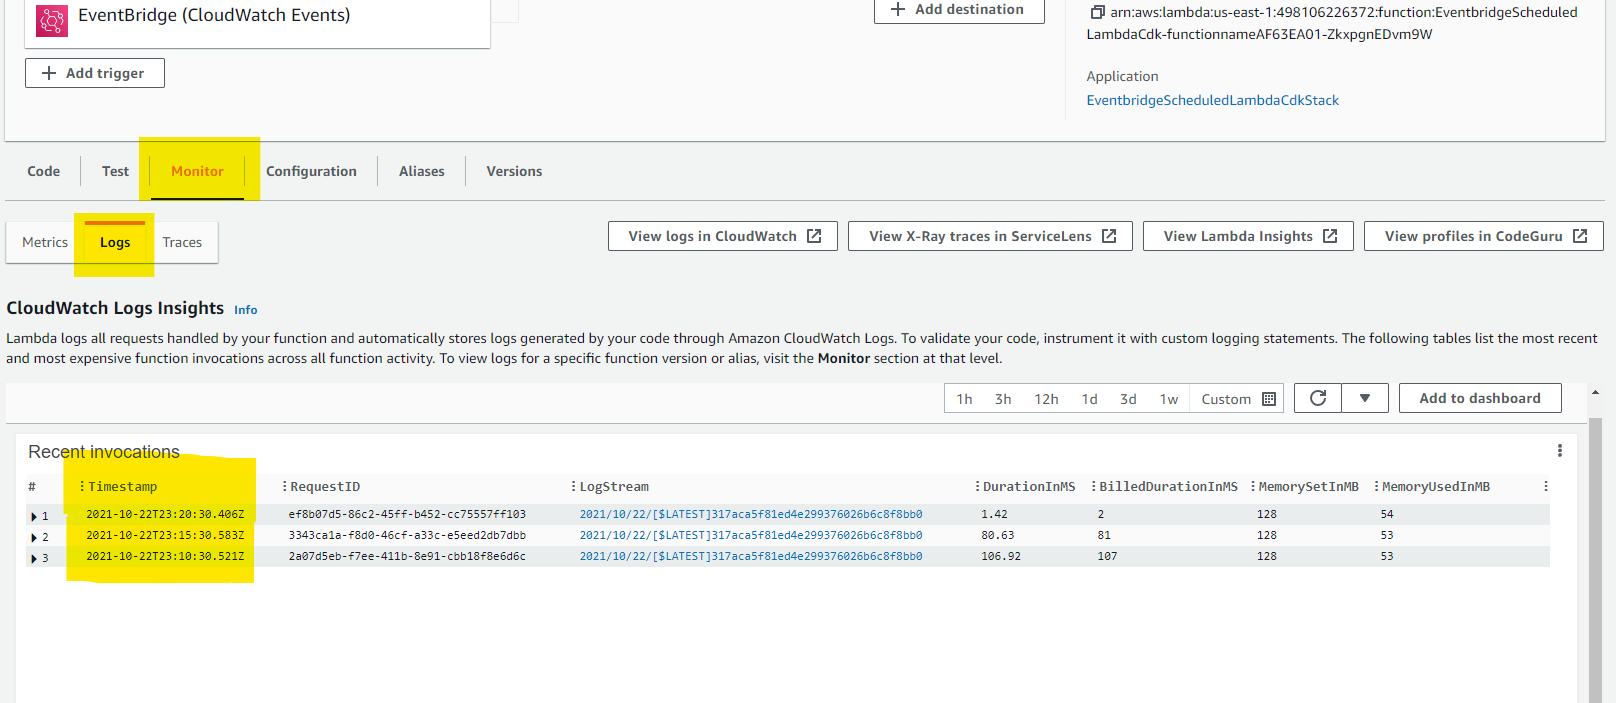 EventBridge (CloudWatch Events)
Add destination
arn:aws:lambda:us-east-1:498106226372:function:EventbridgeScheduled
LambdaCdk-functionnameAF63EA01-ZkxpgnEDvm9W
Add trigger
Application
EventbridgeScheduledLambdaCdkStack
Code Test Monitor Configuration Aliases Versions
Metrics Logs Traces View logs in CloudWatch View X-Ray traces in ServiceLens View Lambda Insights View profiles in CodeGuru
CloudWatch Logs Insights Info
Lambda logs all requests handled by your function and automatically stores logs generated by your code through Amazon CloudWatch Logs. To validate your code, instrument it with custom logging statements. The following tables list the most recent
and most expensive function invocations across all function activity. To view logs for a specific function version or alias, visit the Monitor section at that level.
1h 3h 12h 1d 3d 1w Custom Add to dashboard
Recent invocations
# Timestamp RequestID LogStream DurationInMS BilledDurationInMS MemorySetInMB MemoryUsedInMB
1 2021-10-22T23:20:30.406Z ef8b07d5-86c2-45ff-b452-cc75557ff103 2021/10/22/[$LATEST]317aca5f81ed4e299376026b6c8f8bb0 1.42 2 128 54
2 2021-10-22T23:15:30.583Z 3343ca1a-f8d0-46cf-a33c-e5eed2db7dbb 2021/10/22/[$LATEST]317aca5f81ed4e299376026b6c8f8bb0 80.63 81 128 53
3 2021-10-22T23:10:30.521Z 2a07d5eb-f7ee-411b-8e91-cbb18f8e6d6c 2021/10/22/[$LATEST]317aca5f81ed4e299376026b6c8f8bb0 106.92 107 128 53